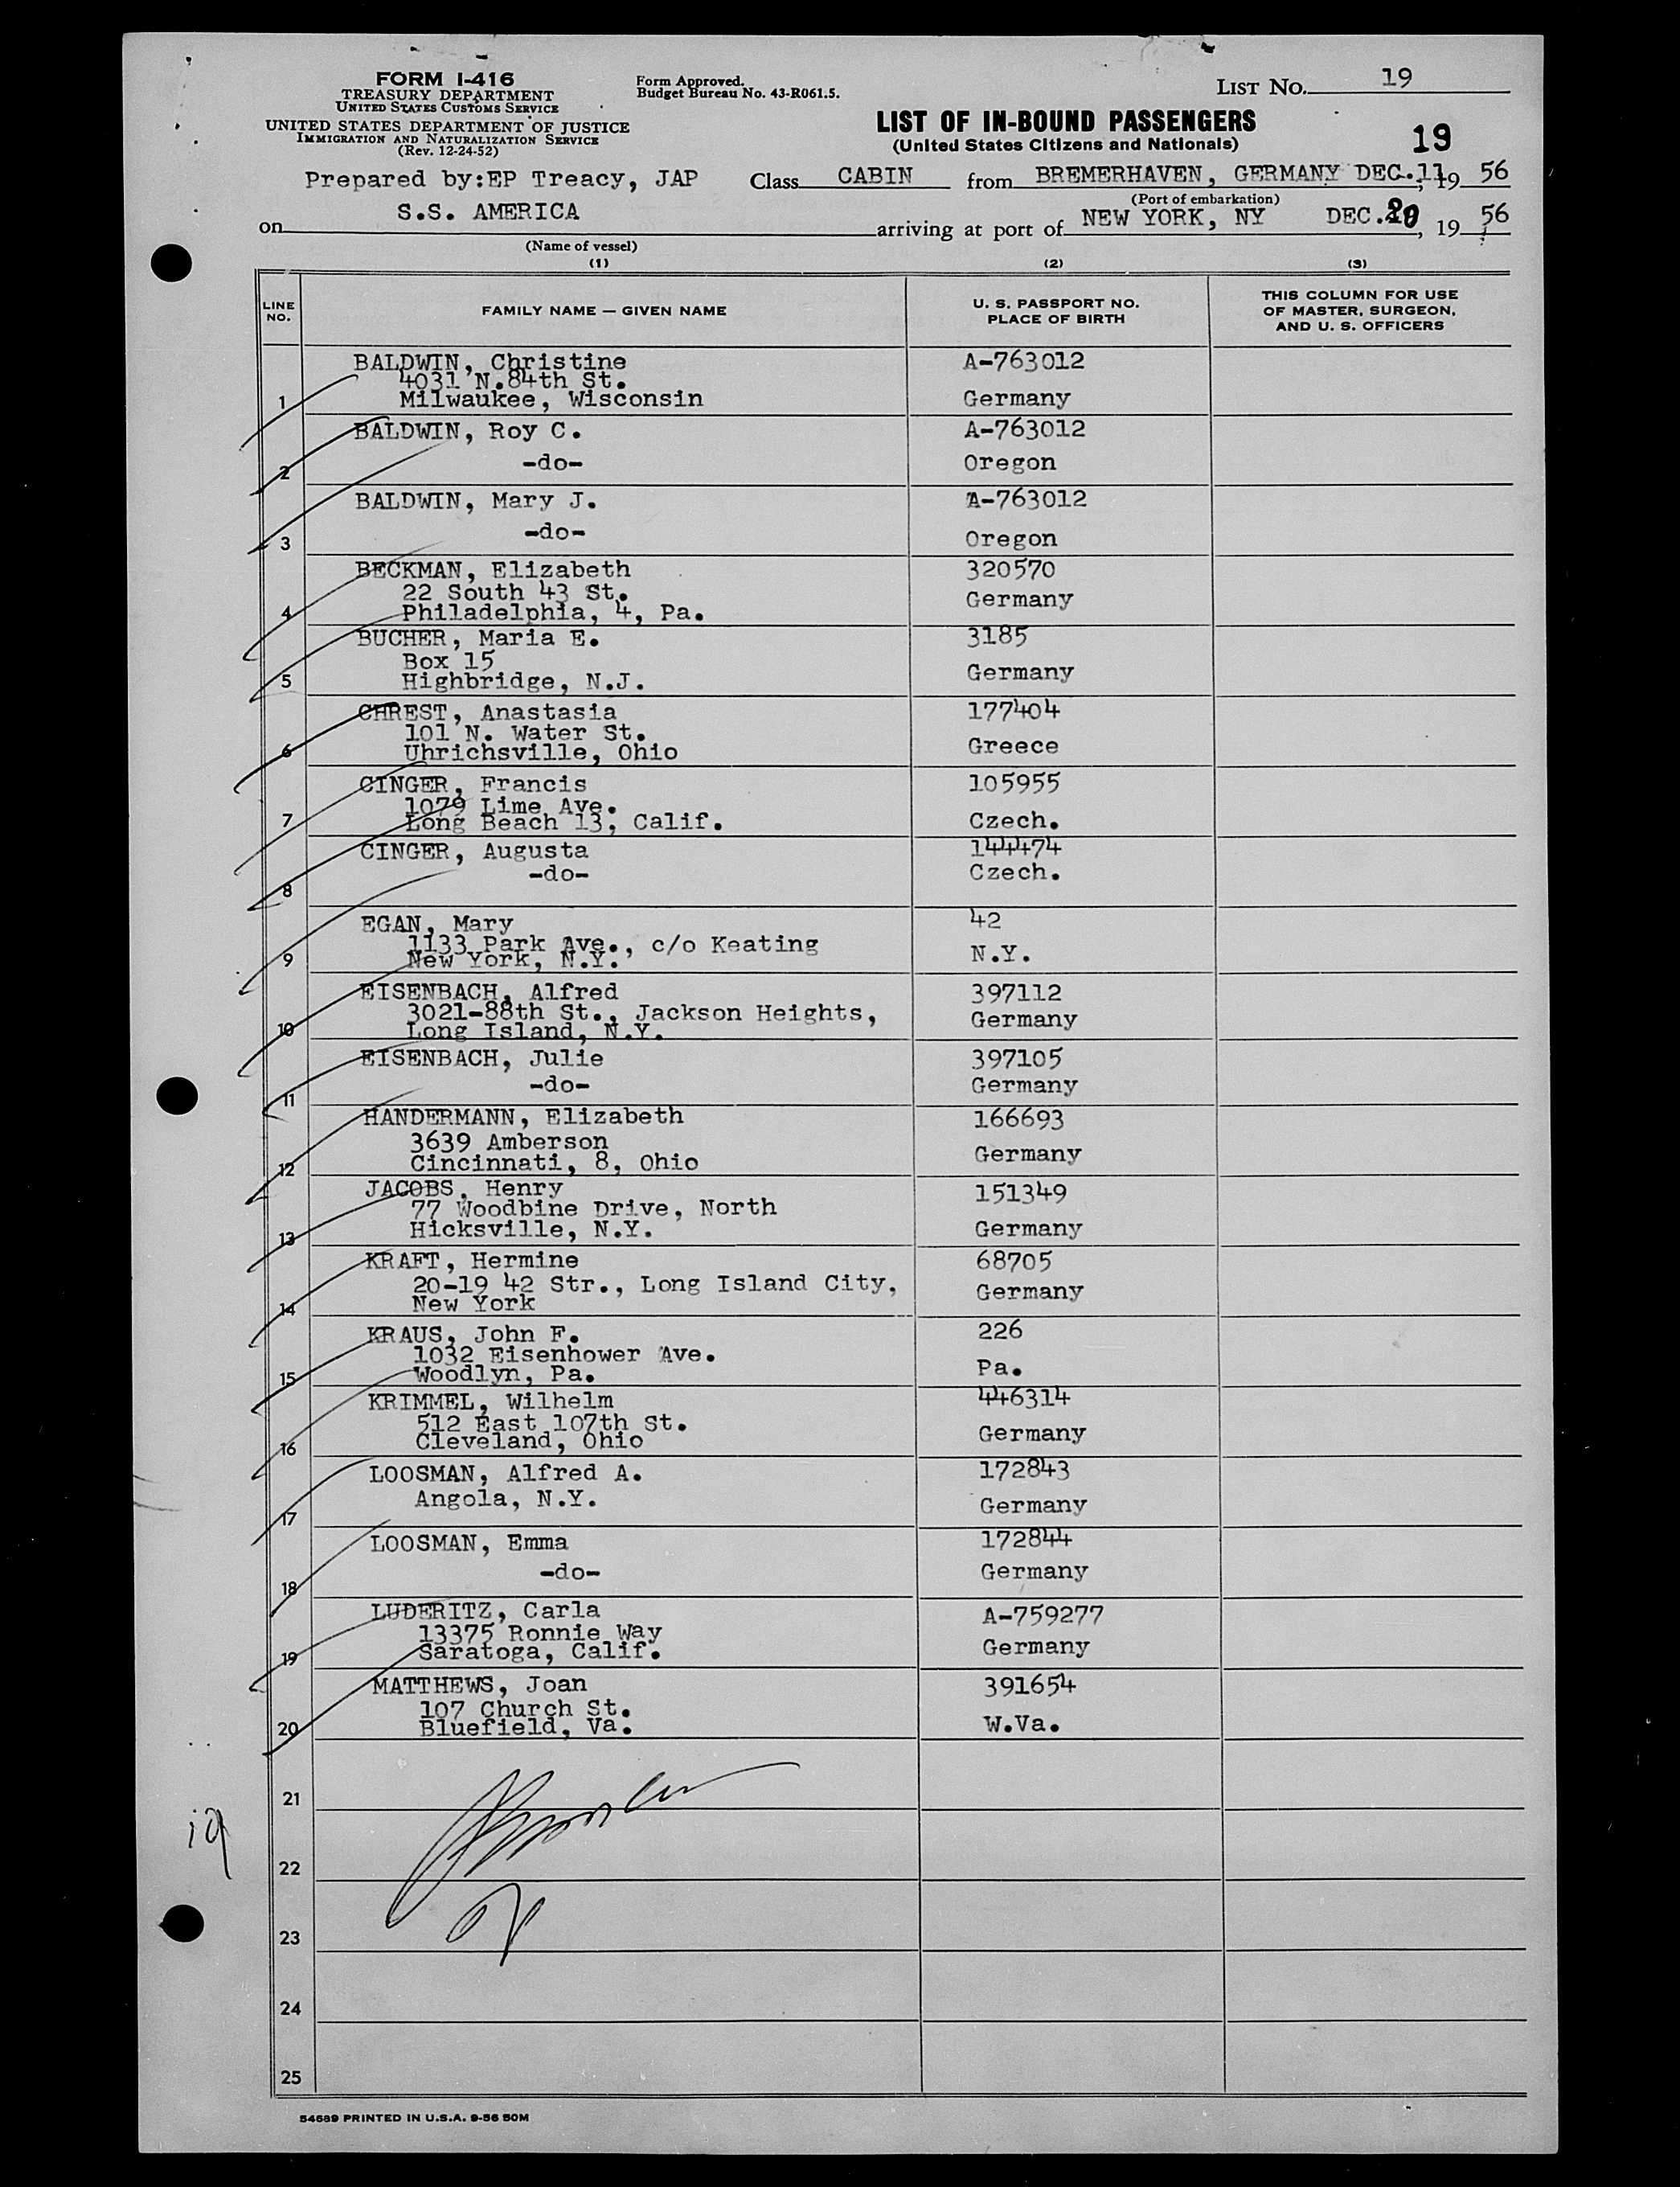 FORM I-416
TREASURY DEPARTMENT
UNITED STATES CUSTOMS SERVICE
UNITED STATES DEPARTMENT OF JUSTICE
IMMIGRATION AND NATURALIZATION SERVICE
(Rev. 12-24-52)
Form Approved.
Budget Bureau No. 43-R061.5.
LIST NO. 19
LIST OF IN-BOUND PASSENGERS
(United States Citizens and Nationals)
19
Prepared by:EP Treacy, JAP Class CABIN from BREMERHAVEN, GERMANY DEC.11, 19 56
(Port of embarkation)
on S.S. AMERICA arriving at port of NEW YORK, NY DEC. , 19 56
(Name of vessel)
(1) (2) (3)
LINE NO. FAMILY NAME — GIVEN NAME U. S. PASSPORT NO. PLACE OF BIRTH THIS COLUMN FOR USE OF MASTER, SURGEON, AND U. S. OFFICERS
BALDWIN, Christine A-763012
4031 N.84th St.
1 Milwaukee, Wisconsin Germany
BALDWIN, Roy C. A-763012
2 -do- Oregon
BALDWIN, Mary J. A-763012
3 -do- Oregon
BECKMAN, Elizabeth 320570
22 South 43 St. Germany
4 Philadelphia, 4, Pa.
BUCHER, Maria E. 3185
Box 15 Germany
5 Highbridge, N.J.
CHREST, Anastasia 177404
101 N. Water St.
6 Uhrichsville, Ohio Greece
CINGER, Francis 105955
1079 Lime Ave.
7 Long Beach 13, Calif. Czech.
CINGER, Augusta 144474
8 -do- Czech.
EGAN, Mary 42
1133 Park Ave., c/o Keating
9 New York, N.Y. N.Y.
EISENBACH, Alfred 397112
3021-88th St., Jackson Heights, Germany
10 Long Island, N.Y.
EISENBACH, Julie 397105
11 -do- Germany
HANDERMANN, Elizabeth 166693
3639 Amberson
12 Cincinnati, 8, Ohio Germany
JACOBS, Henry 151349
77 Woodbine Drive, North
13 Hicksville, N.Y. Germany
KRAFT, Hermine 68705
20-19 42 Str., Long Island City, Germany
14 New York
KRAUS, John F. 226
1032 Eisenhower Ave.
15 Woodlyn, Pa. Pa.
KRIMMEL, Wilhelm 446314
512 East 107th St.
16 Cleveland, Ohio Germany
LOOSMAN, Alfred A. 172843
17 Angola, N.Y. Germany
LOOSMAN, Emma 172844
18 -do- Germany
LUDERITZ, Carla A-759277
13375 Ronnie Way
19 Saratoga, Calif. Germany
MATTHEWS, Joan 391654
107 Church St.
20 Bluefield, Va. W.Va.
21
19
22
23
24
25
54689 PRINTED IN U.S.A. 9-56 50M